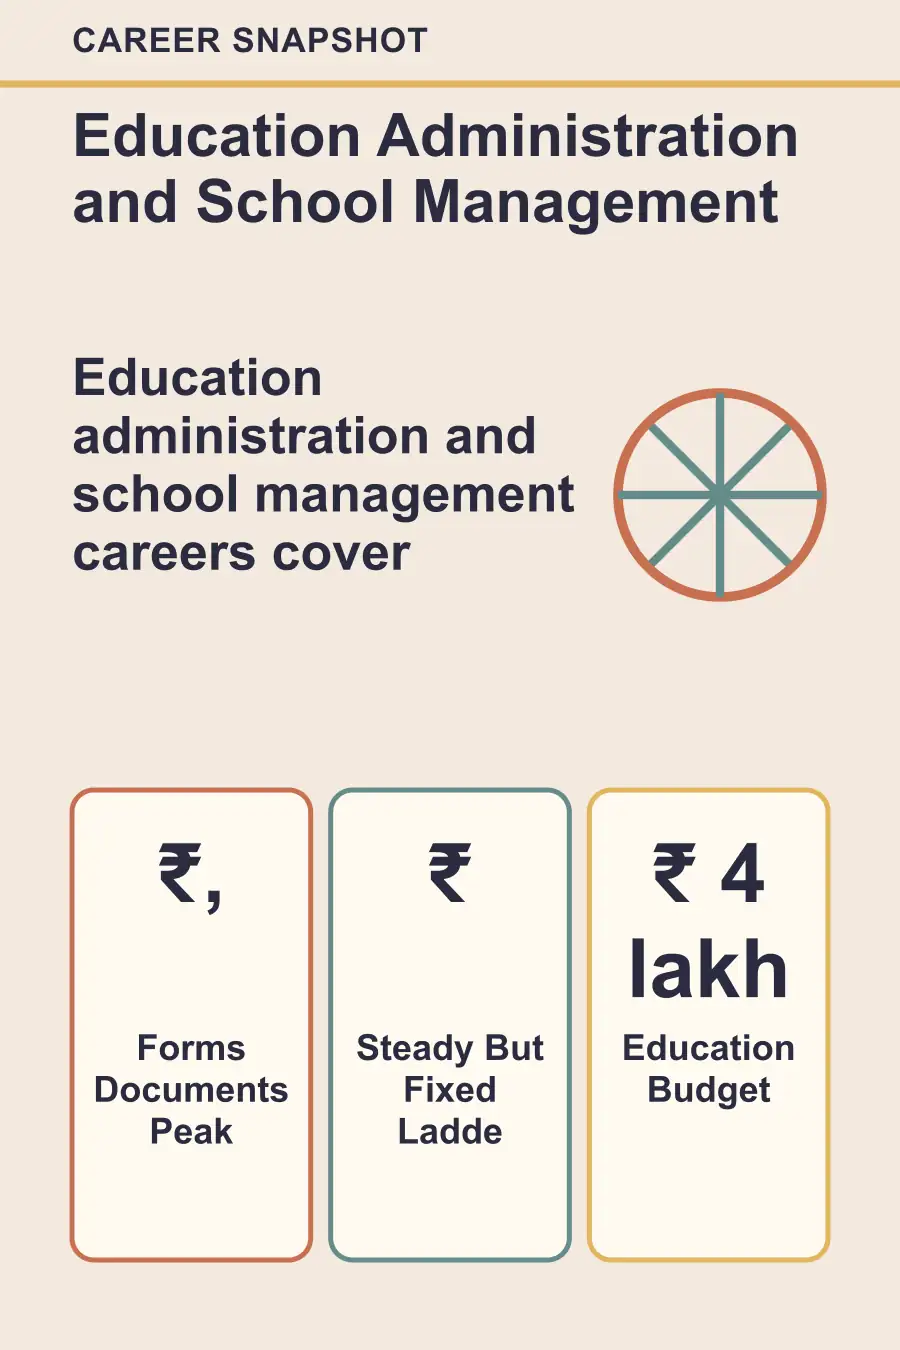 CAREER SNAPSHOT
Education Administration
and School Management
Education
administration and
school management
careers cover
₹,
Forms
Documents
Peak
₹
Steady But
Fixed
Ladde
₹ 4
lakh
Education
Budget